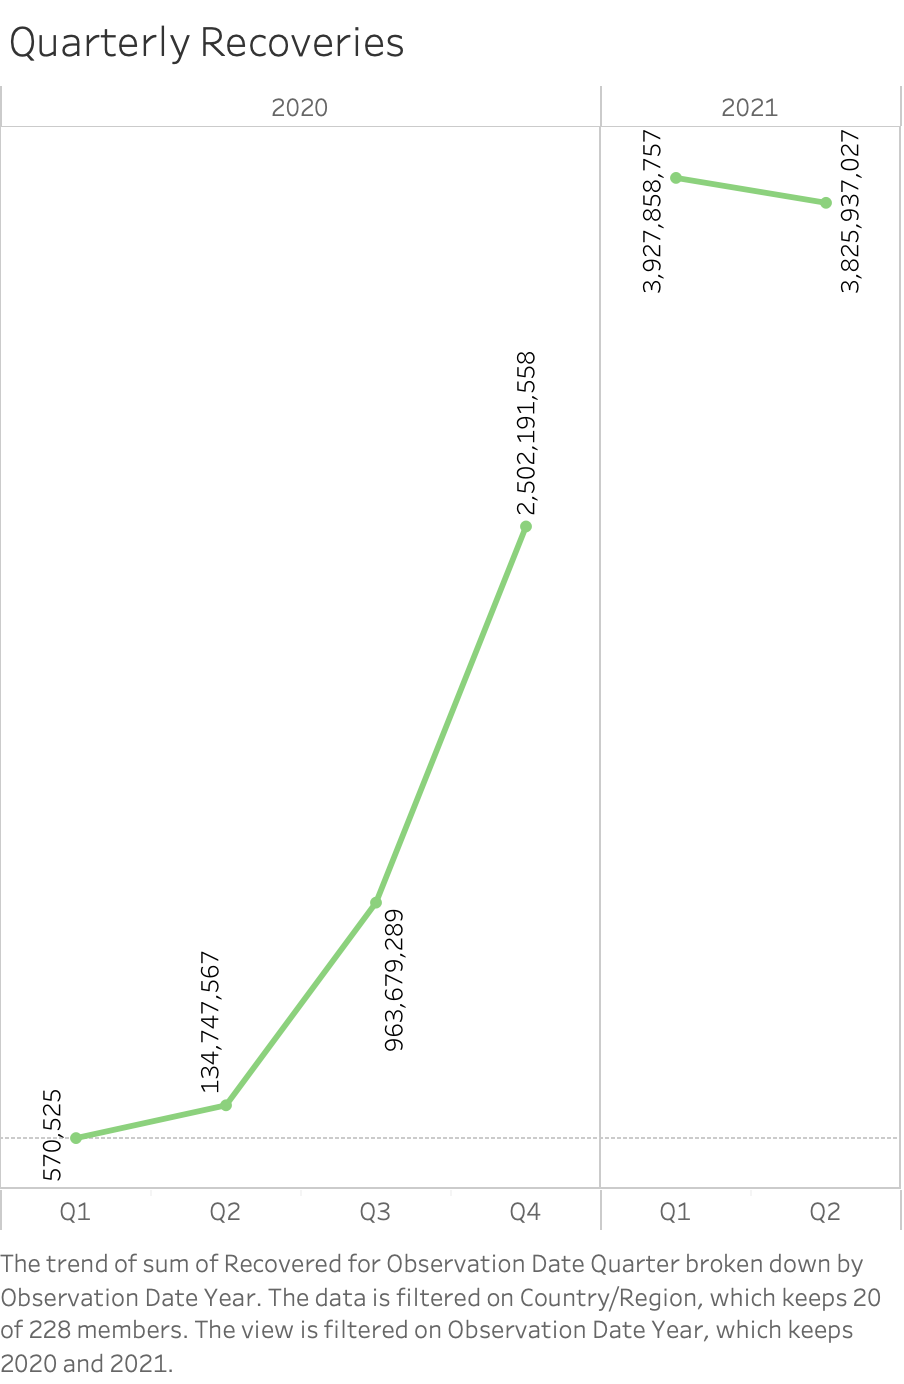 Quarterly Recoveries
2020
2021
570,525
134,747,567
963,679,289
2,502,191,558
3,927,858,757
3,825,937,027
Q1
Q2
Q3
Q4
Q1
Q2
The trend of sum of Recovered for Observation Date Quarter broken down by
Observation Date Year. The data is filtered on Country/Region, which keeps 20
of 228 members. The view is filtered on Observation Date Year, which keeps
2020 and 2021.